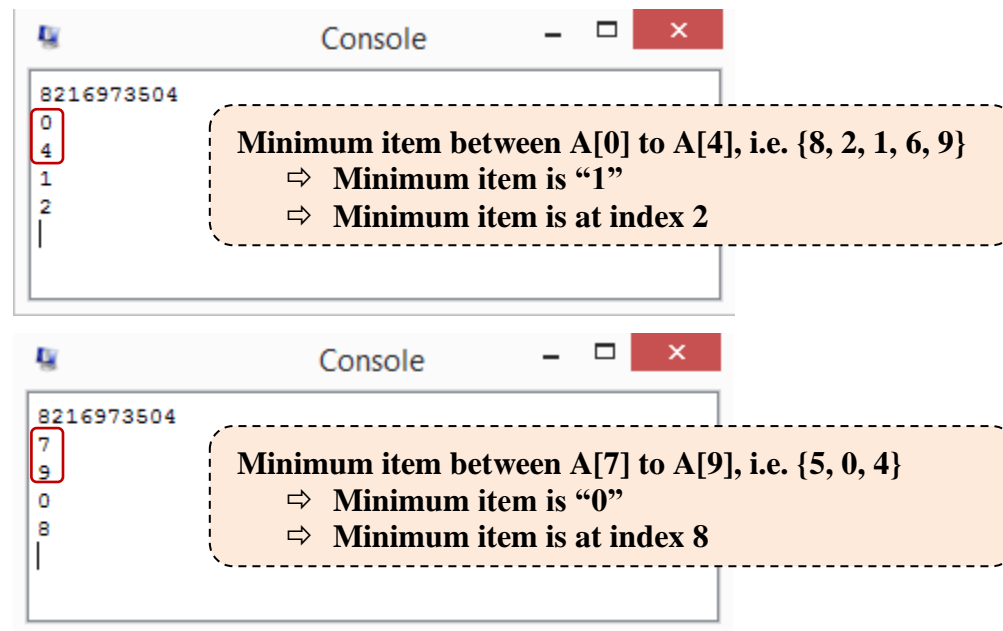 Console
8216973504
0
4
1
2
Minimum item between A[0] to A[4], i.e. {8, 2, 1, 6, 9}
⇨ Minimum item is “1”
⇨ Minimum item is at index 2
Console
8216973504
7
9
0
8
Minimum item between A[7] to A[9], i.e. {5, 0, 4}
⇨ Minimum item is “0”
⇨ Minimum item is at index 8